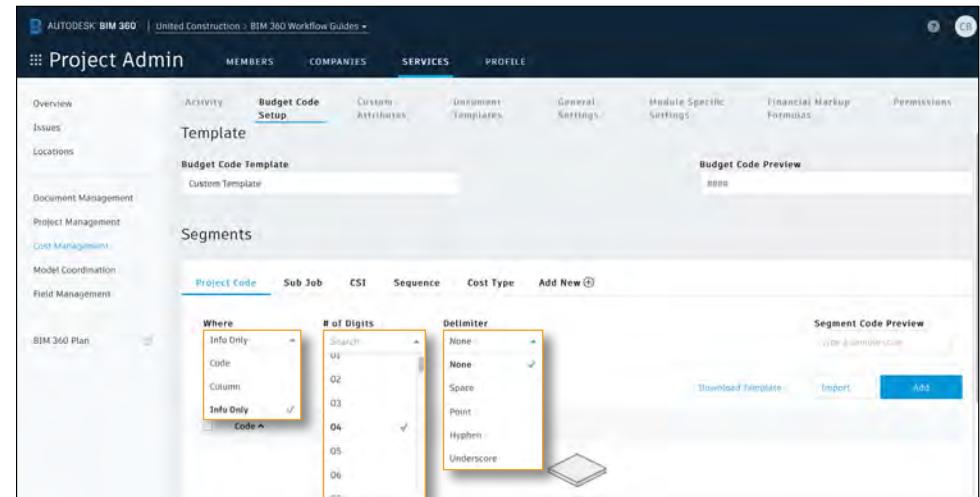 AUTODESK BIM 360 United Construction > BIM 360 Workflow Guides
CB
Project Admin MEMBERS COMPANIES SERVICES PROFILE
Overview
Issues
Locations
Document Management
Project Management
Cost Management
Model Coordination
Field Management
BIM 360 Plan
Activity Budget Code Setup Custom Attributes Document Templates General Settings Module Specific Settings Financial Markup Formulas Permissions
Template
Budget Code Template Budget Code Preview
Custom Template ####
Segments
Project Code Sub Job CSI Sequence Cost Type Add New
Where # of Digits Delimiter Segment Code Preview
Info Only Search None
Code 01 None
Column 02 Space
Info Only 03 Point
Code 04 Hyphen
05 Underscore
06
Download Template Import Add